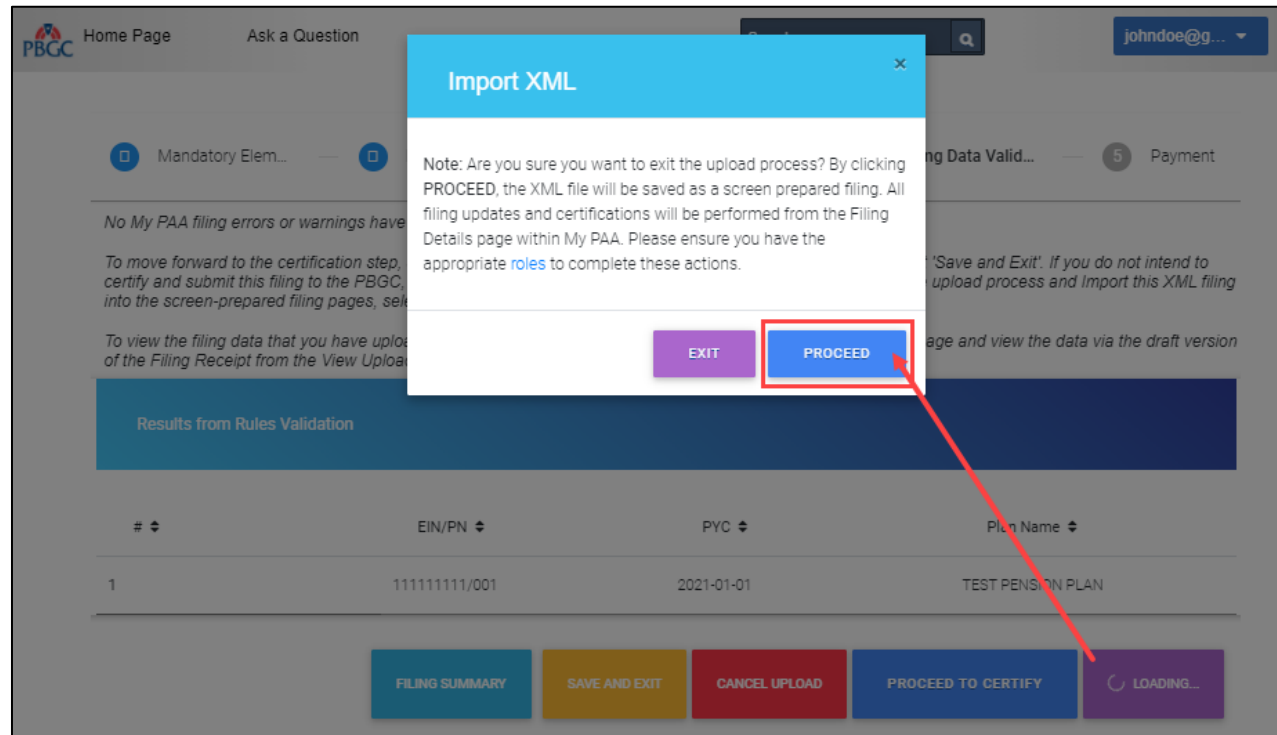 PBGC Home Page Ask a Question johndoe@g...
Import XML ×
Mandatory Elem... ng Data Valid... 5 Payment
Note: Are you sure you want to exit the upload process? By clicking
PROCEED, the XML file will be saved as a screen prepared filing. All
filing updates and certifications will be performed from the Filing
Details page within My PAA. Please ensure you have the
appropriate roles to complete these actions.
EXIT PROCEED
No My PAA filing errors or warnings have
To move forward to the certification step, 'Save and Exit'. If you do not intend to
certify and submit this filing to the PBGC, upload process and Import this XML filing
into the screen-prepared filing pages, sele
To view the filing data that you have uploa age and view the data via the draft version
of the Filing Receipt from the View Uploa
Results from Rules Validation
# EIN/PN PYC Plan Name
1 111111111/001 2021-01-01 TEST PENSION PLAN
FILING SUMMARY SAVE AND EXIT CANCEL UPLOAD PROCEED TO CERTIFY LOADING...